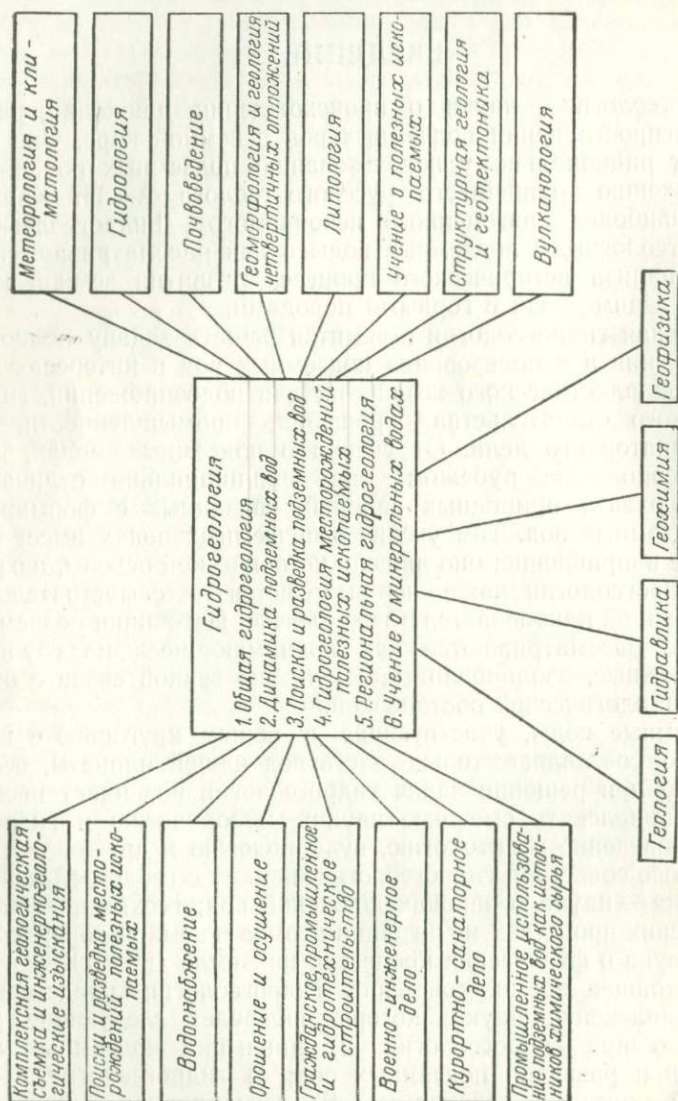 Комплексная геологическая
съемка и инженерно-геоло-
гические изыскания
Поиски и разведка место-
рождений полезных иско-
паемых
Водоснабжение
Орошение и осушение
Гражданское, промышленное
и гидротехническое
строительство
Военно-инженерное
дело
Курортно-санаторное
дело
Промышленное использова-
ние подземных вод как источ-
ников химического сырья
Гидрогеология
1. Общая гидрогеология
2. Динамика подземных вод
3. Поиски и разведка подземных вод
4. Гидрогеология месторождений
полезных ископаемых
5. Специальная гидрогеология
6. Учение о минеральных водах
Метеорология и кли-
матология
Гидрология
Почвоведение
Геоморфология и геология
четвертичных отложений
Литология
Учение о полезных иско-
паемых
Структурная геология
и геотектоника
Вулканология
Геология
Гидравлика
Геохимия
Геофизика